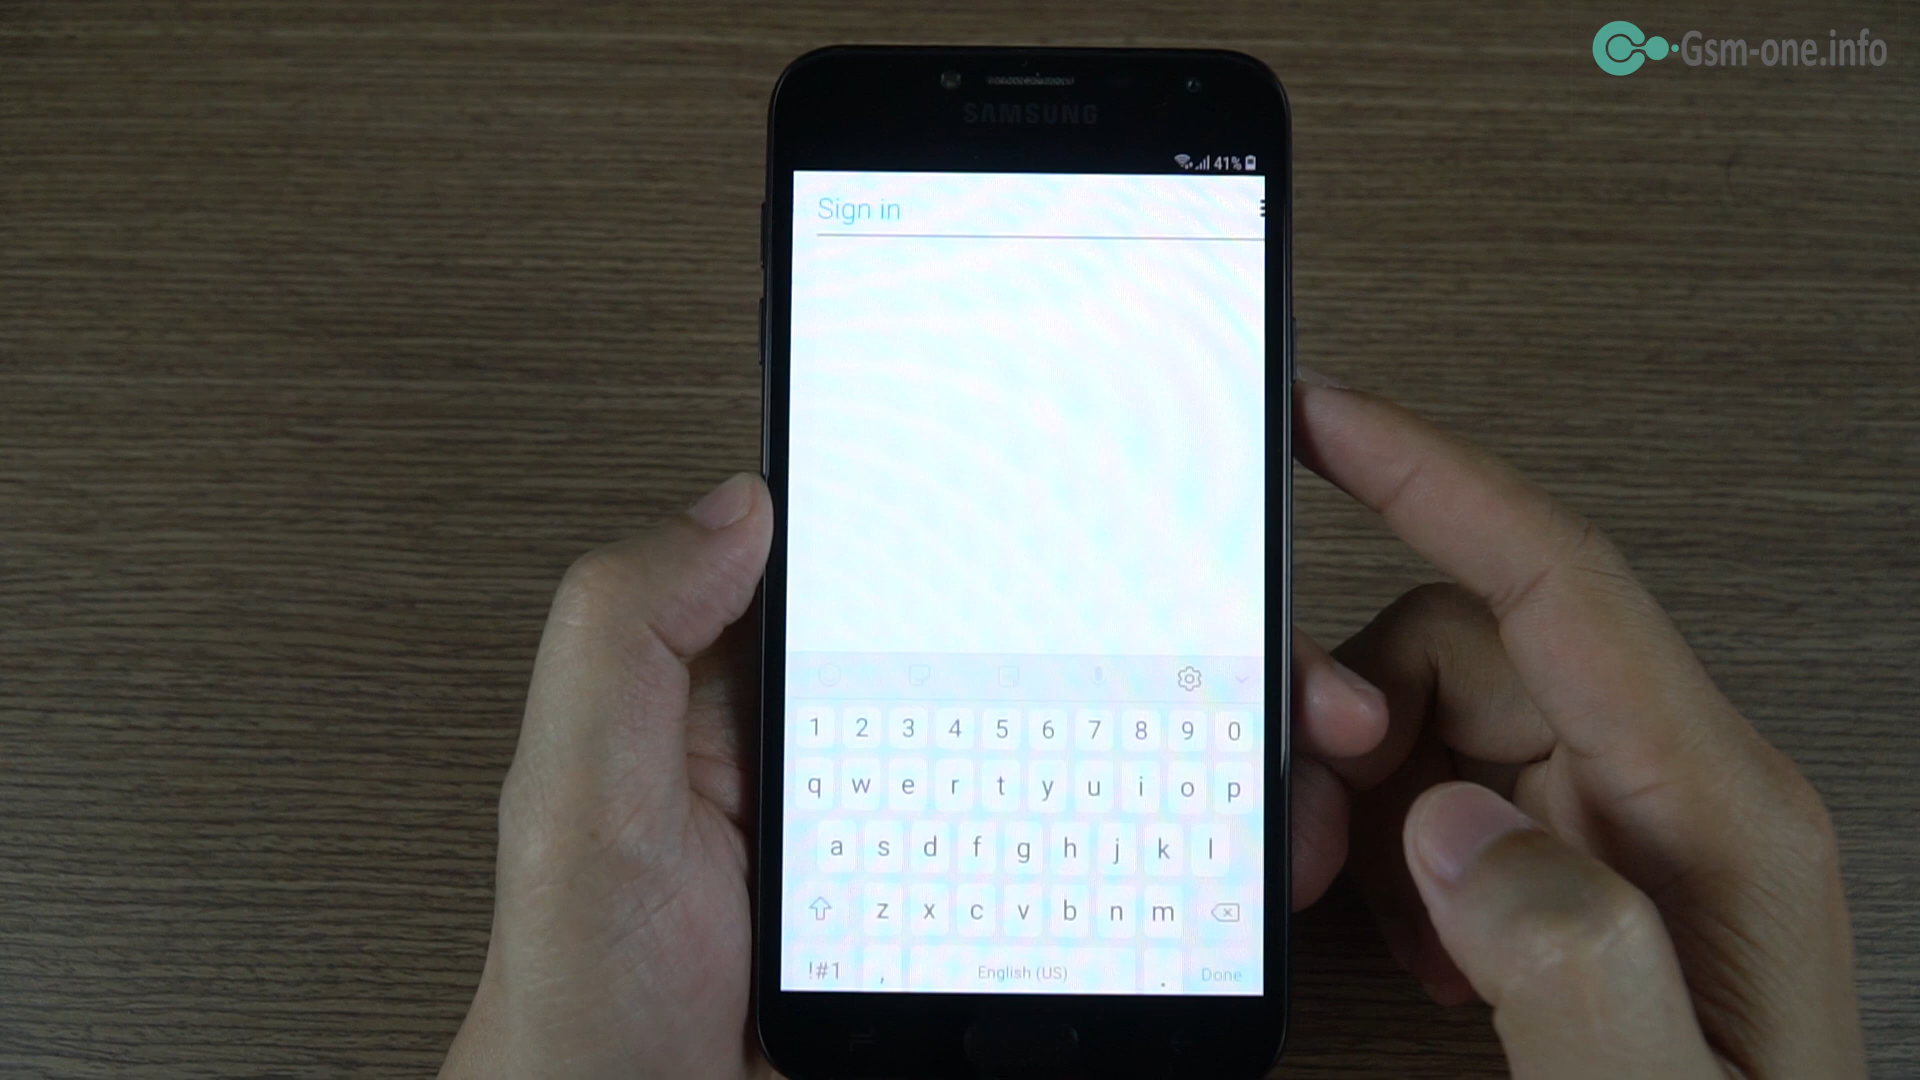 Gsm-one.info
SAMSUNG
41%
Sign in
1 2 3 4 5 6 7 8 9 0
q w e r t y u i o p
a s d f g h j k l
z x c v b n m
!#1 , English (US) . Done